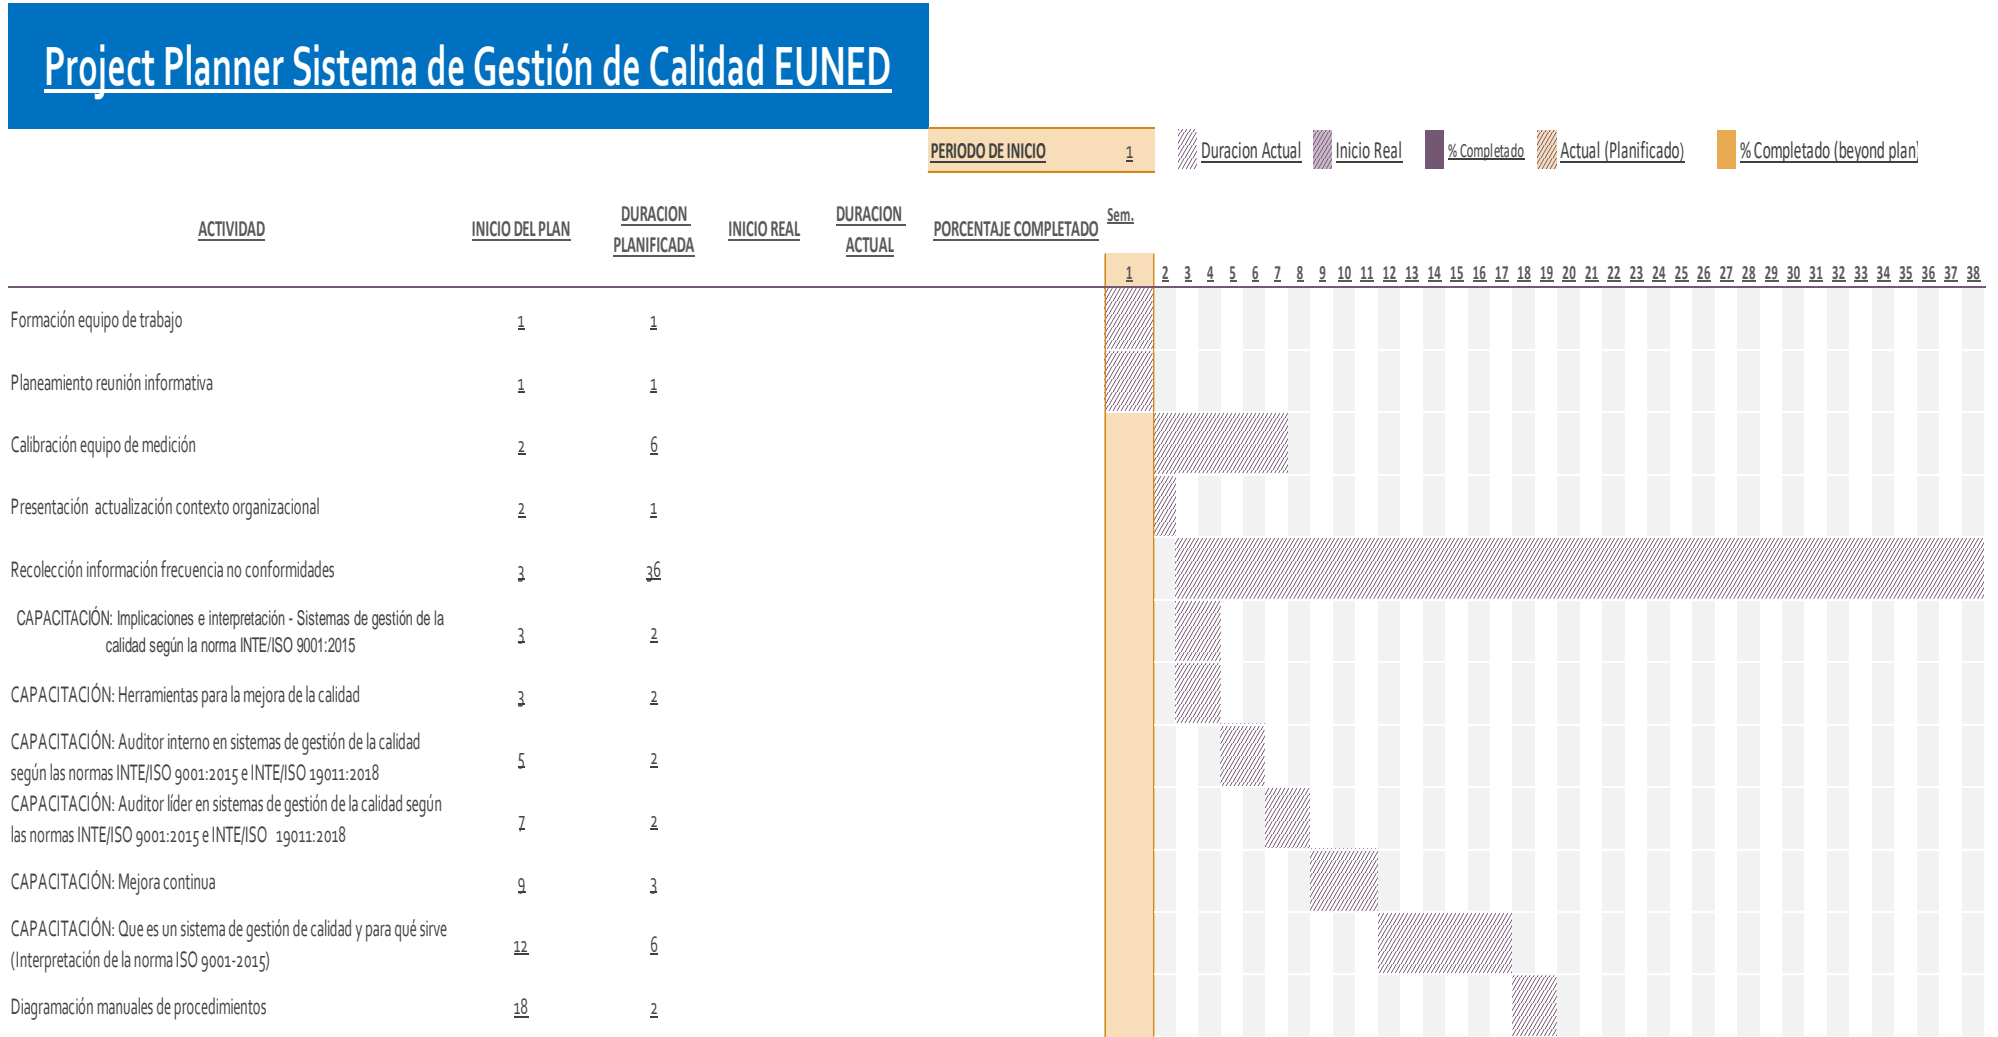 Project Planner Sistema de Gestión de Calidad EUNED
PERIODO DE INICIO 1
Duracion Actual Inicio Real % Completado Actual (Planificado) % Completado (beyond plan)
ACTIVIDAD INICIO DEL PLAN DURACION PLANIFICADA INICIO REAL DURACION ACTUAL PORCENTAJE COMPLETADO Sem.
1 2 3 4 5 6 7 8 9 10 11 12 13 14 15 16 17 18 19 20 21 22 23 24 25 26 27 28 29 30 31 32 33 34 35 36 37 38
Formación equipo de trabajo 1 1
Planeamiento reunión informativa 1 1
Calibración equipo de medición 2 6
Presentación actualización contexto organizacional 2 1
Recolección información frecuencia no conformidades 3 36
CAPACITACIÓN: Implicaciones e interpretación - Sistemas de gestión de la
calidad según la norma INTE/ISO 9001:2015 3 2
CAPACITACIÓN: Herramientas para la mejora de la calidad 3 2
CAPACITACIÓN: Auditor interno en sistemas de gestión de la calidad
según las normas INTE/ISO 9001:2015 e INTE/ISO 19011:2018 5 2
CAPACITACIÓN: Auditor líder en sistemas de gestión de la calidad según
las normas INTE/ISO 9001:2015 e INTE/ISO 19011:2018 7 2
CAPACITACIÓN: Mejora continua 9 3
CAPACITACIÓN: Que es un sistema de gestión de calidad y para qué sirve
(Interpretación de la norma ISO 9001-2015) 12 6
Diagramación manuales de procedimientos 18 2